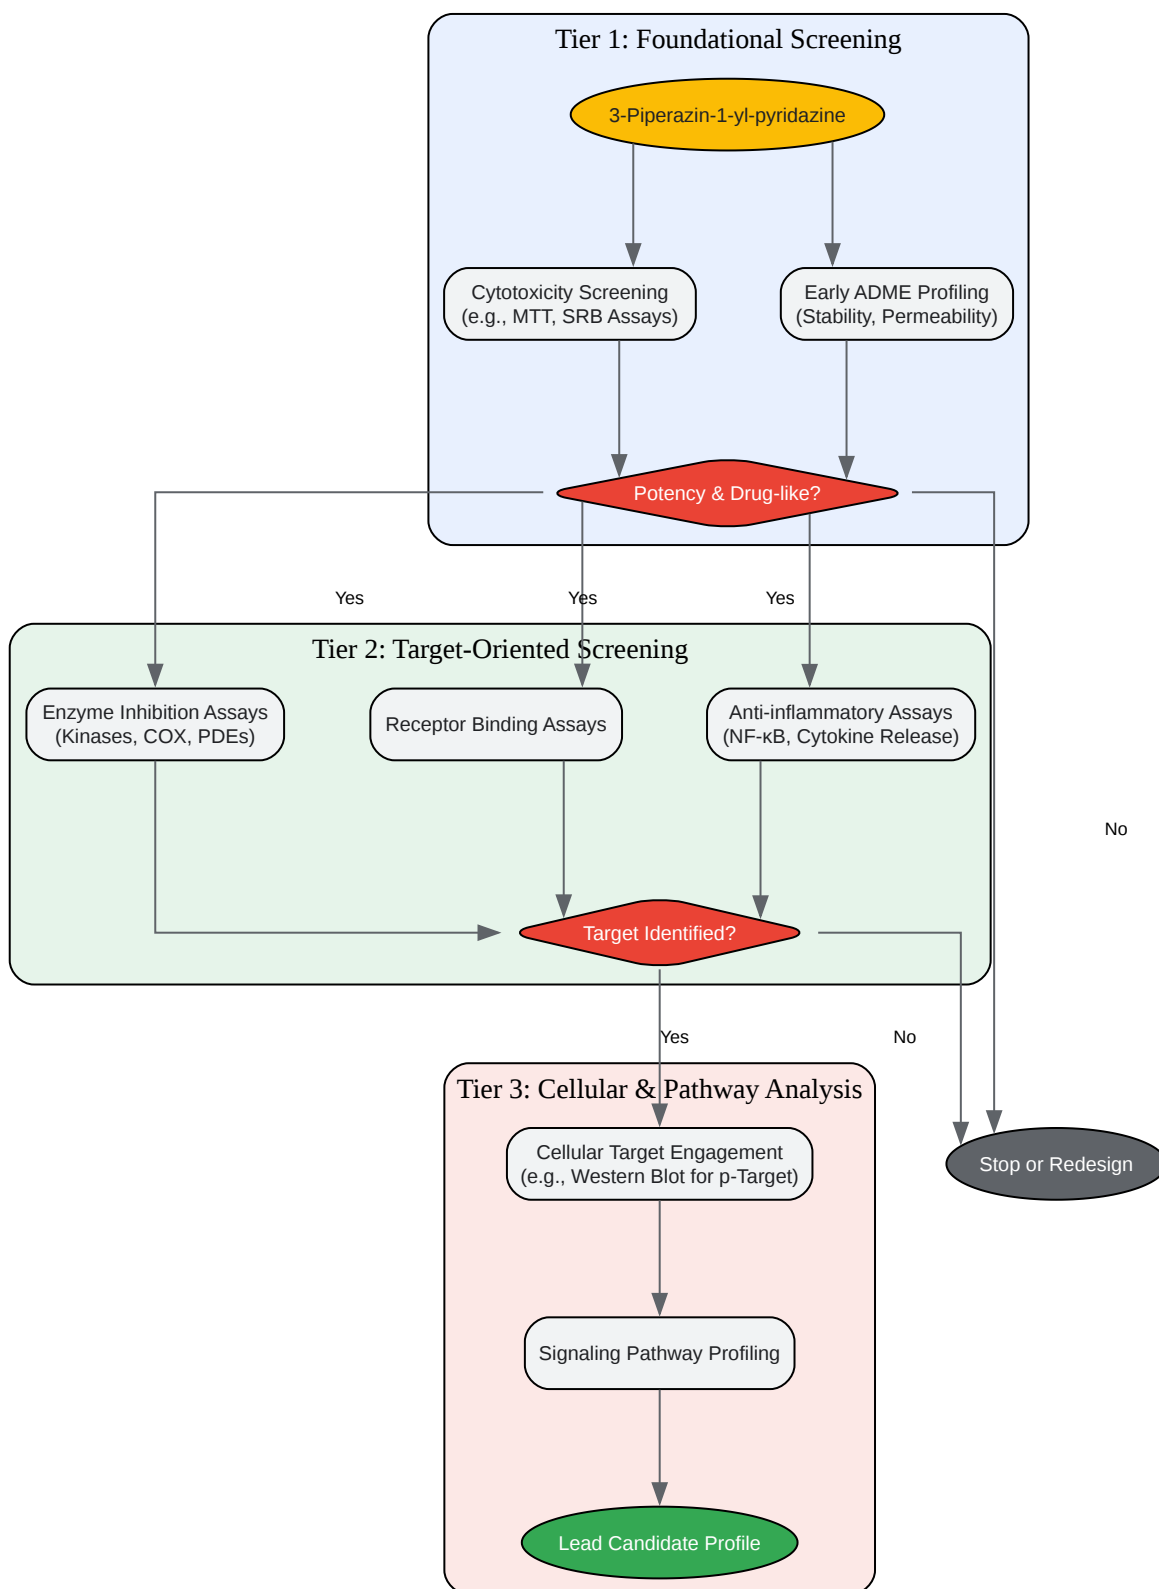 Tier 1: Foundational Screening
3-Piperazin-1-yl-pyridazine
Cytotoxicity Screening
(e.g., MTT, SRB Assays)
Early ADME Profiling
(Stability, Permeability)
Potency & Drug-like?
Yes
Yes
Yes
Tier 2: Target-Oriented Screening
Enzyme Inhibition Assays
(Kinases, COX, PDEs)
Receptor Binding Assays
Anti-inflammatory Assays
(NF-κB, Cytokine Release)
No
Target Identified?
Yes
No
Tier 3: Cellular & Pathway Analysis
Cellular Target Engagement
(e.g., Western Blot for p-Target)
Stop or Redesign
Signaling Pathway Profiling
Lead Candidate Profile